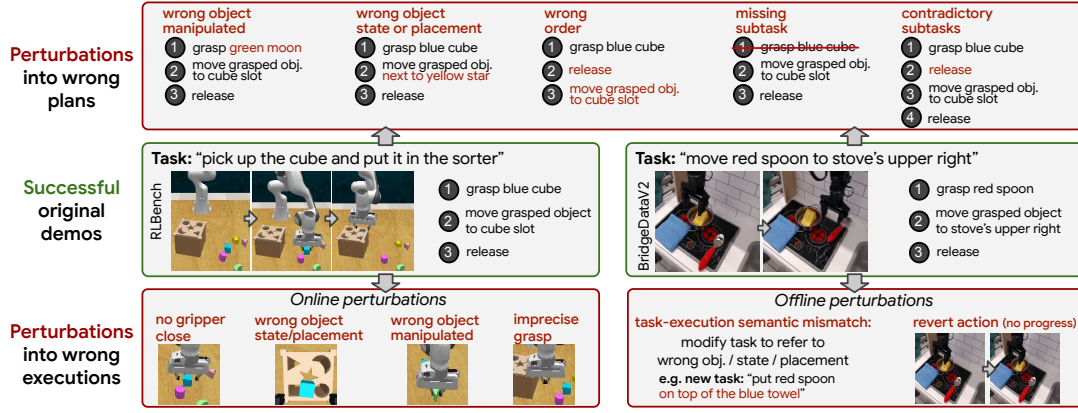 Perturbations
into wrong
plans
wrong object
manipulated
1 grasp green moon
2 move grasped obj.
to cube slot
3 release
wrong object
state or placement
1 grasp blue cube
2 move grasped obj.
next to yellow star
3 release
wrong
order
1 grasp blue cube
2 release
3 move grasped obj.
to cube slot
missing
subtask
1 grasp blue cube
2 move grasped obj.
to cube slot
3 release
contradictory
subtasks
1 grasp blue cube
2 release
3 move grasped obj.
to cube slot
4 release
Successful
original
demos
Task: “pick up the cube and put it in the sorter”
RLBench
1 grasp blue cube
2 move grasped object
to cube slot
3 release
Task: “move red spoon to stove’s upper right”
BridgeDataV2
1 grasp red spoon
2 move grasped object
to stove’s upper right
3 release
Perturbations
into wrong
executions
Online perturbations
no gripper
close
wrong object
state/placement
wrong object
manipulated
imprecise
grasp
Offline perturbations
task-execution semantic mismatch:
modify task to refer to
wrong obj. / state / placement
e.g. new task: “put red spoon
on top of the blue towel”
revert action (no progress)